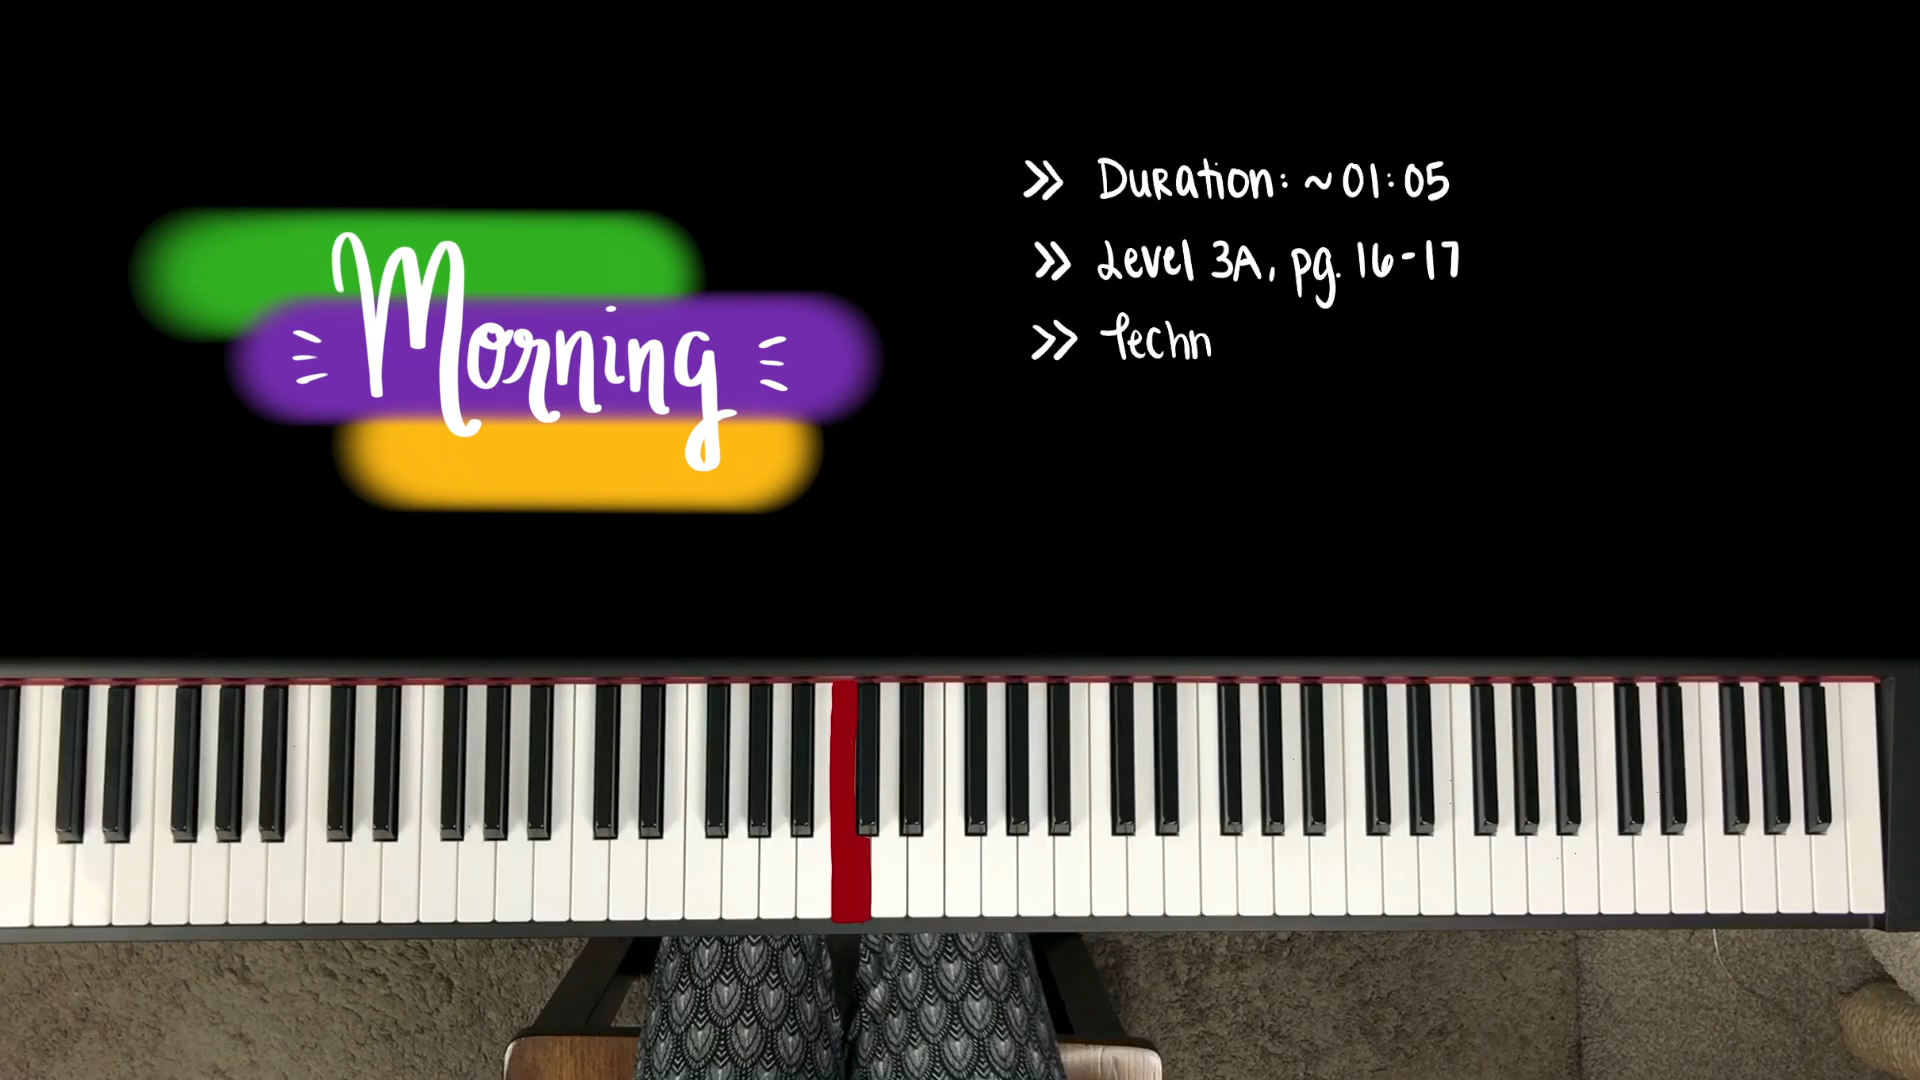 Morning
Duration: ~01:05
Level 3A, pg. 16-17
Techn